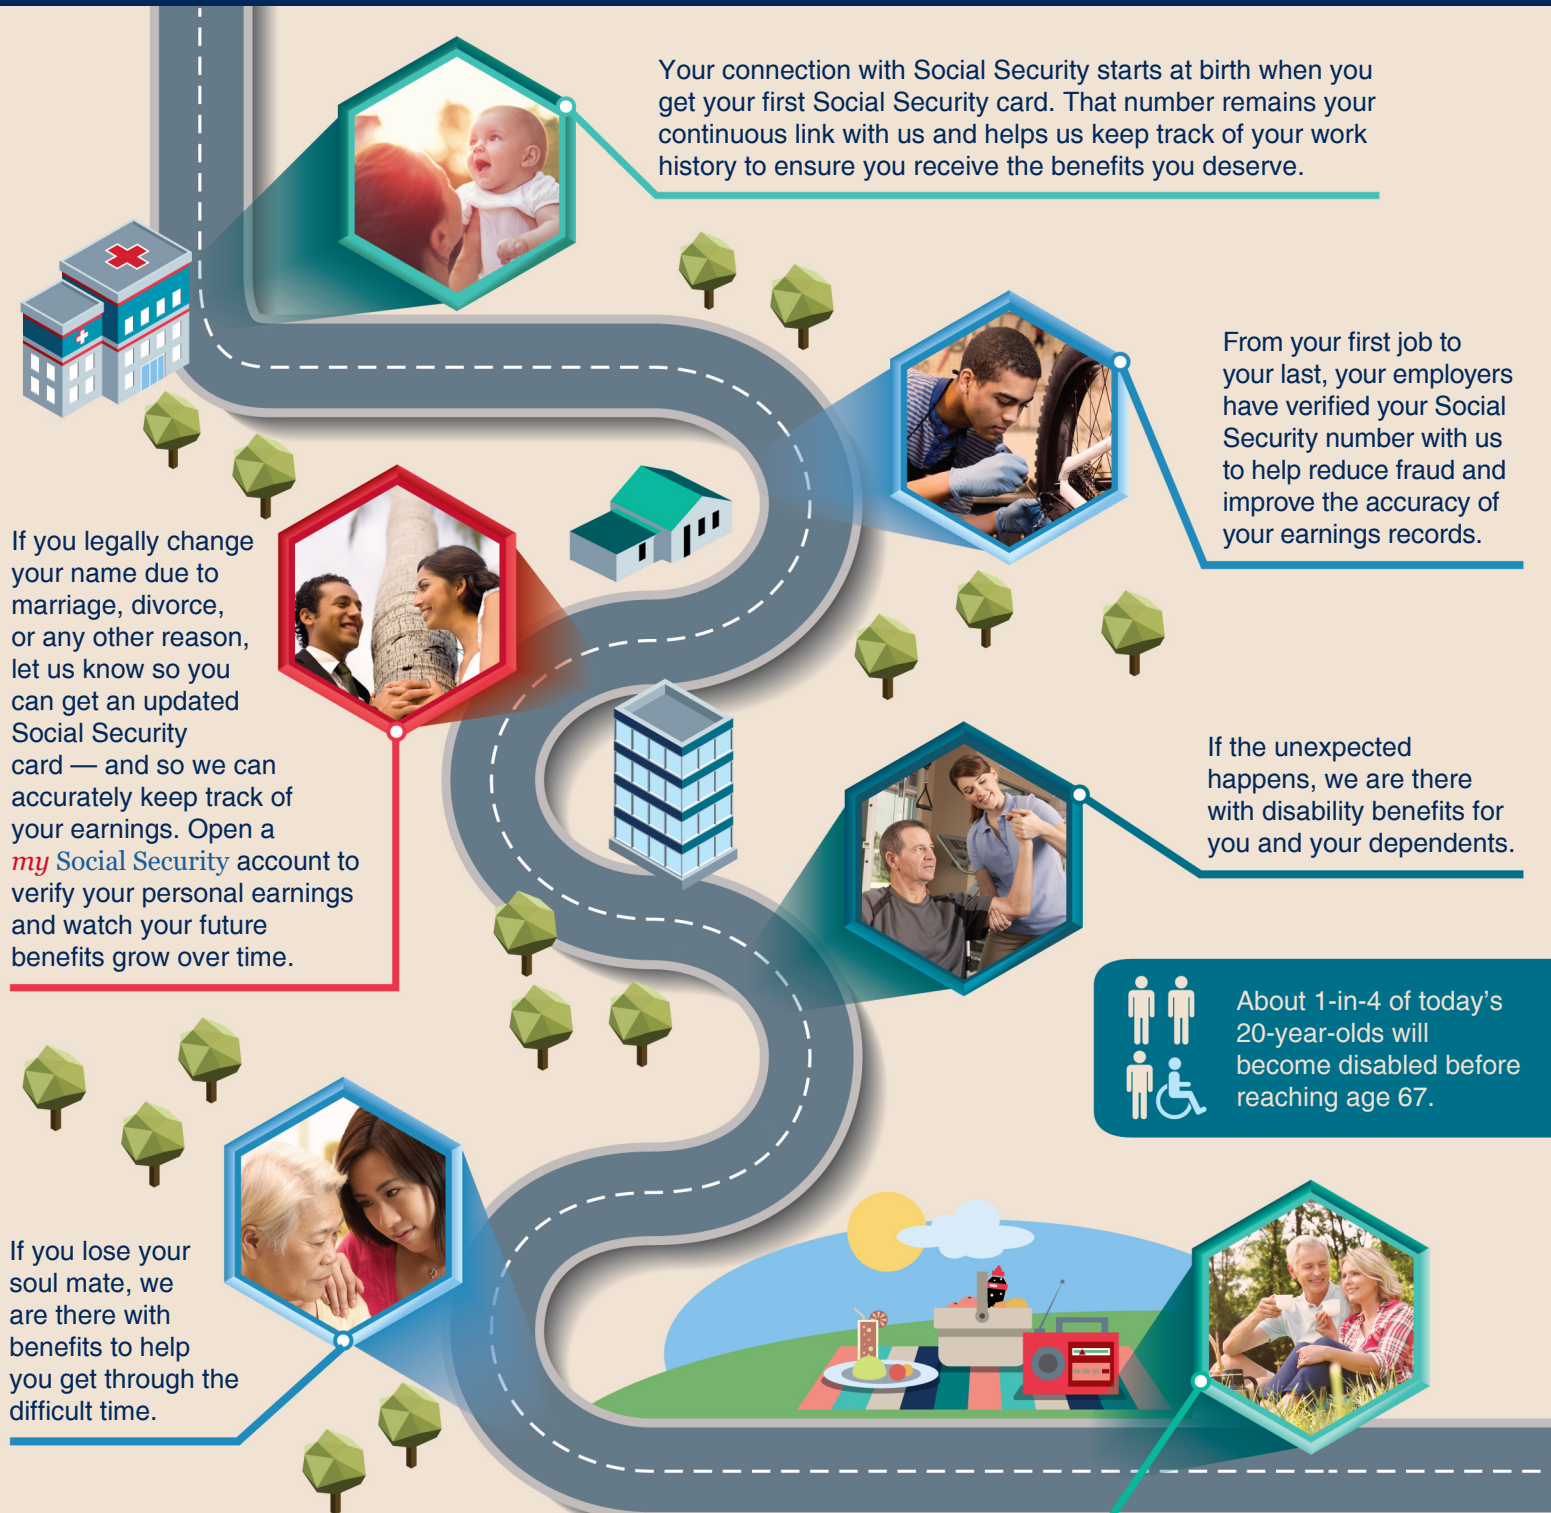 Your connection with Social Security starts at birth when you
get your first Social Security card. That number remains your
continuous link with us and helps us keep track of your work
history to ensure you receive the benefits you deserve.
From your first job to
your last, your employers
have verified your Social
Security number with us
to help reduce fraud and
improve the accuracy of
your earnings records.
If you legally change
your name due to
marriage, divorce,
or any other reason,
let us know so you
can get an updated
Social Security
card — and so we can
accurately keep track of
your earnings. Open a
my Social Security account to
verify your personal earnings
and watch your future
benefits grow over time.
If the unexpected
happens, we are there
with disability benefits for
you and your dependents.
About 1-in-4 of today’s
20-year-olds will
become disabled before
reaching age 67.
If you lose your
soul mate, we
are there with
benefits to help
you get through the
difficult time.